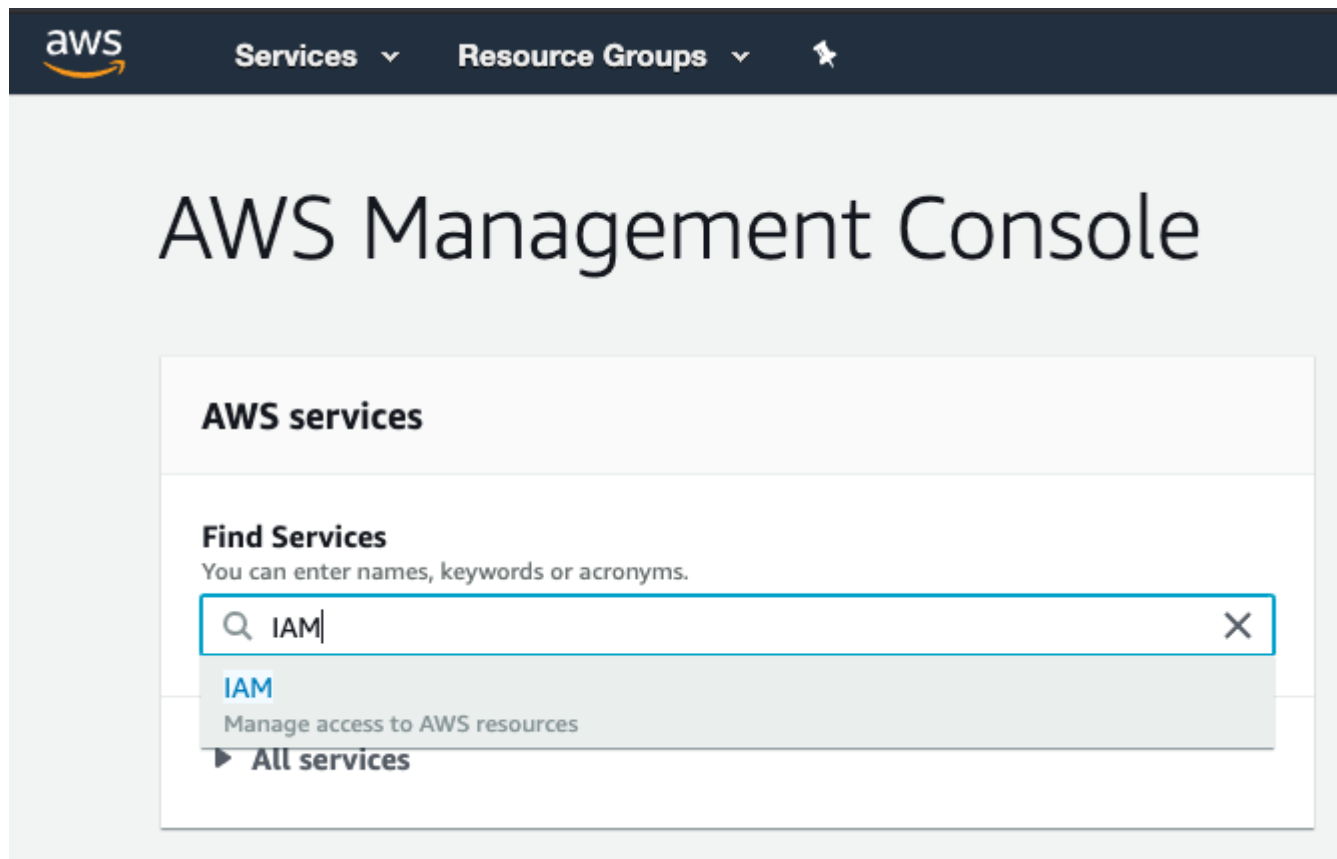 aws
Services
Resource Groups
AWS Management Console
AWS services
Find Services
You can enter names, keywords or acronyms.
IAM
IAM
Manage access to AWS resources
All services